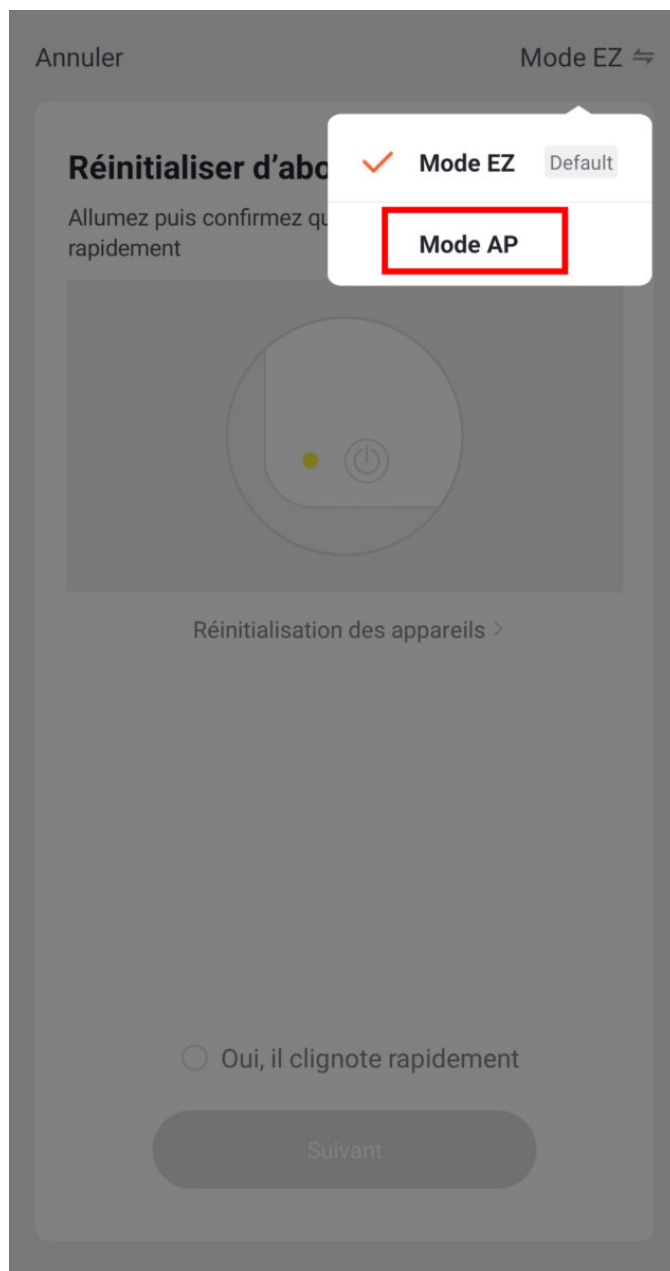 Annuler
Mode EZ
Mode EZ Default
Mode AP
Réinitialiser d’abo
Allumez puis confirmez qu
rapidement
Réinitialisation des appareils >
Oui, il clignote rapidement
Suivant